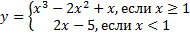 y = { x³ − 2x² + x, если x ≥ 1
2x − 5, если x < 1